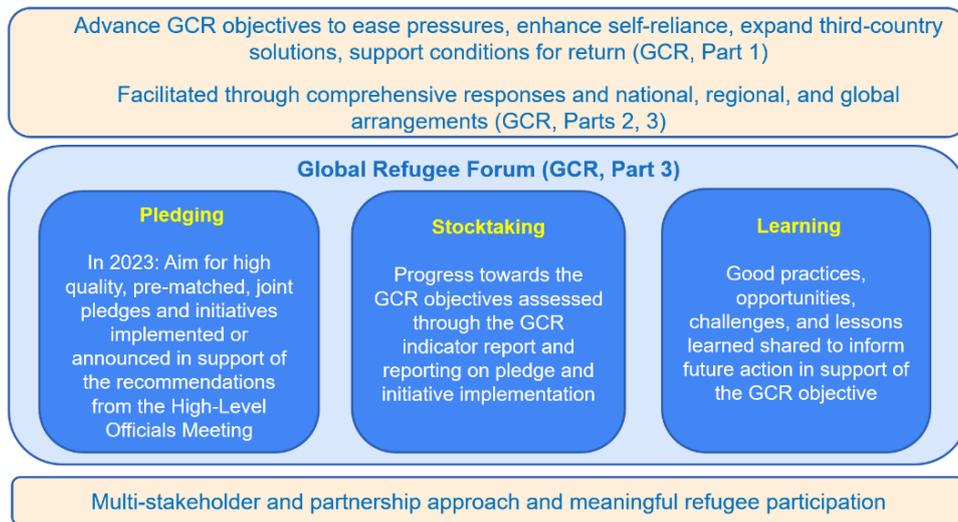 Advance GCR objectives to ease pressures, enhance self-reliance, expand third-country
solutions, support conditions for return (GCR, Part 1)
Facilitated through comprehensive responses and national, regional, and global
arrangements (GCR, Parts 2, 3)
Global Refugee Forum (GCR, Part 3)
Pledging
In 2023: Aim for high
quality, pre-matched, joint
pledges and initiatives
implemented or
announced in support of
the recommendations
from the High-Level
Officials Meeting
Stocktaking
Progress towards the
GCR objectives assessed
through the GCR
indicator report and
reporting on pledge and
initiative implementation
Learning
Good practices,
opportunities,
challenges, and lessons
learned shared to inform
future action in support of
the GCR objective
Multi-stakeholder and partnership approach and meaningful refugee participation